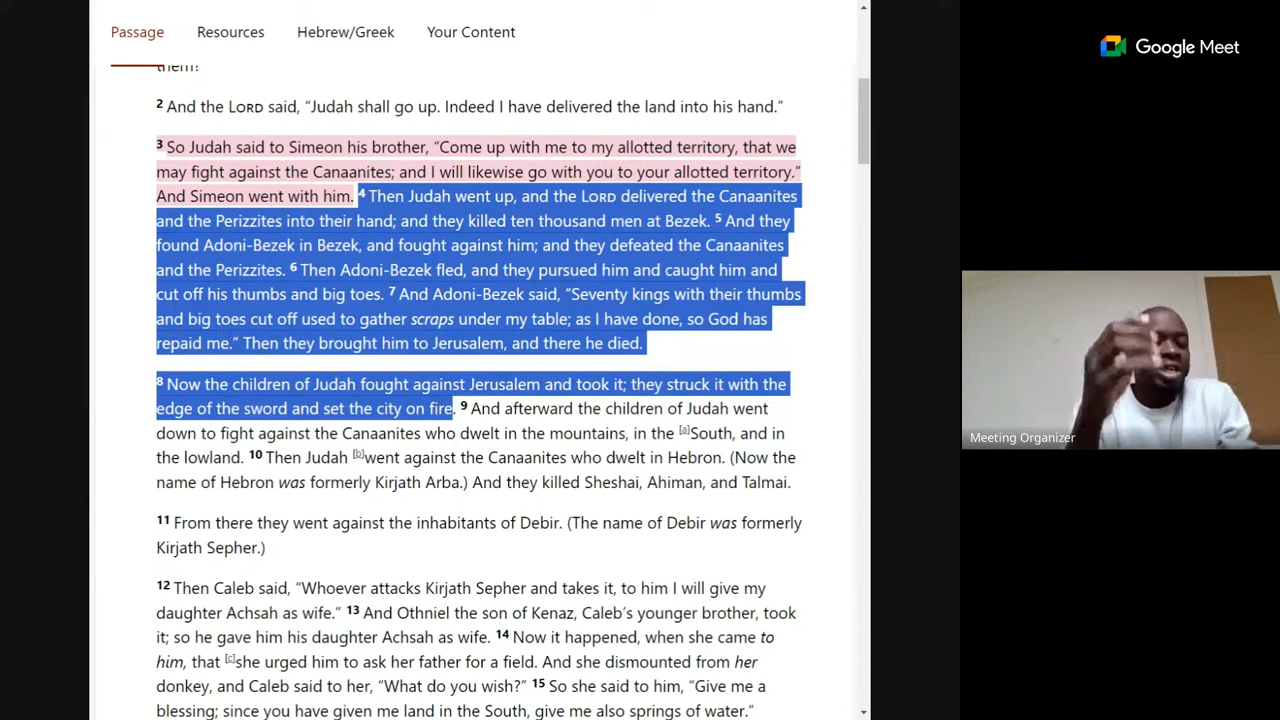 Passage
Resources
Hebrew/Greek
Your Content
them?"
2 And the LORD said, “Judah shall go up. Indeed I have delivered the land into his hand.”
3 So Judah said to Simeon his brother, “Come up with me to my allotted territory, that we
may fight against the Canaanites; and I will likewise go with you to your allotted territory.”
And Simeon went with him. 4 Then Judah went up, and the LORD delivered the Canaanites
and the Perizzites into their hand; and they killed ten thousand men at Bezek. 5 And they
found Adoni-Bezek in Bezek, and fought against him; and they defeated the Canaanites
and the Perizzites. 6 Then Adoni-Bezek fled, and they pursued him and caught him and
cut off his thumbs and big toes. 7 And Adoni-Bezek said, “Seventy kings with their thumbs
and big toes cut off used to gather scraps under my table; as I have done, so God has
repaid me.” Then they brought him to Jerusalem, and there he died.
8 Now the children of Judah fought against Jerusalem and took it; they struck it with the
edge of the sword and set the city on fire. 9 And afterward the children of Judah went
down to fight against the Canaanites who dwelt in the mountains, in the [a]South, and in
the lowland. 10 Then Judah [b]went against the Canaanites who dwelt in Hebron. (Now the
name of Hebron was formerly Kirjath Arba.) And they killed Sheshai, Ahiman, and Talmai.
11 From there they went against the inhabitants of Debir. (The name of Debir was formerly
Kirjath Sepher.)
12 Then Caleb said, “Whoever attacks Kirjath Sepher and takes it, to him I will give my
daughter Achsah as wife.” 13 And Othniel the son of Kenaz, Caleb’s younger brother, took
it; so he gave him his daughter Achsah as wife. 14 Now it happened, when she came to
him, that [c]she urged him to ask her father for a field. And she dismounted from her
donkey, and Caleb said to her, “What do you wish?” 15 So she said to him, “Give me a
blessing; since you have given me land in the South, give me also springs of water.”
Google Meet
Meeting Organizer